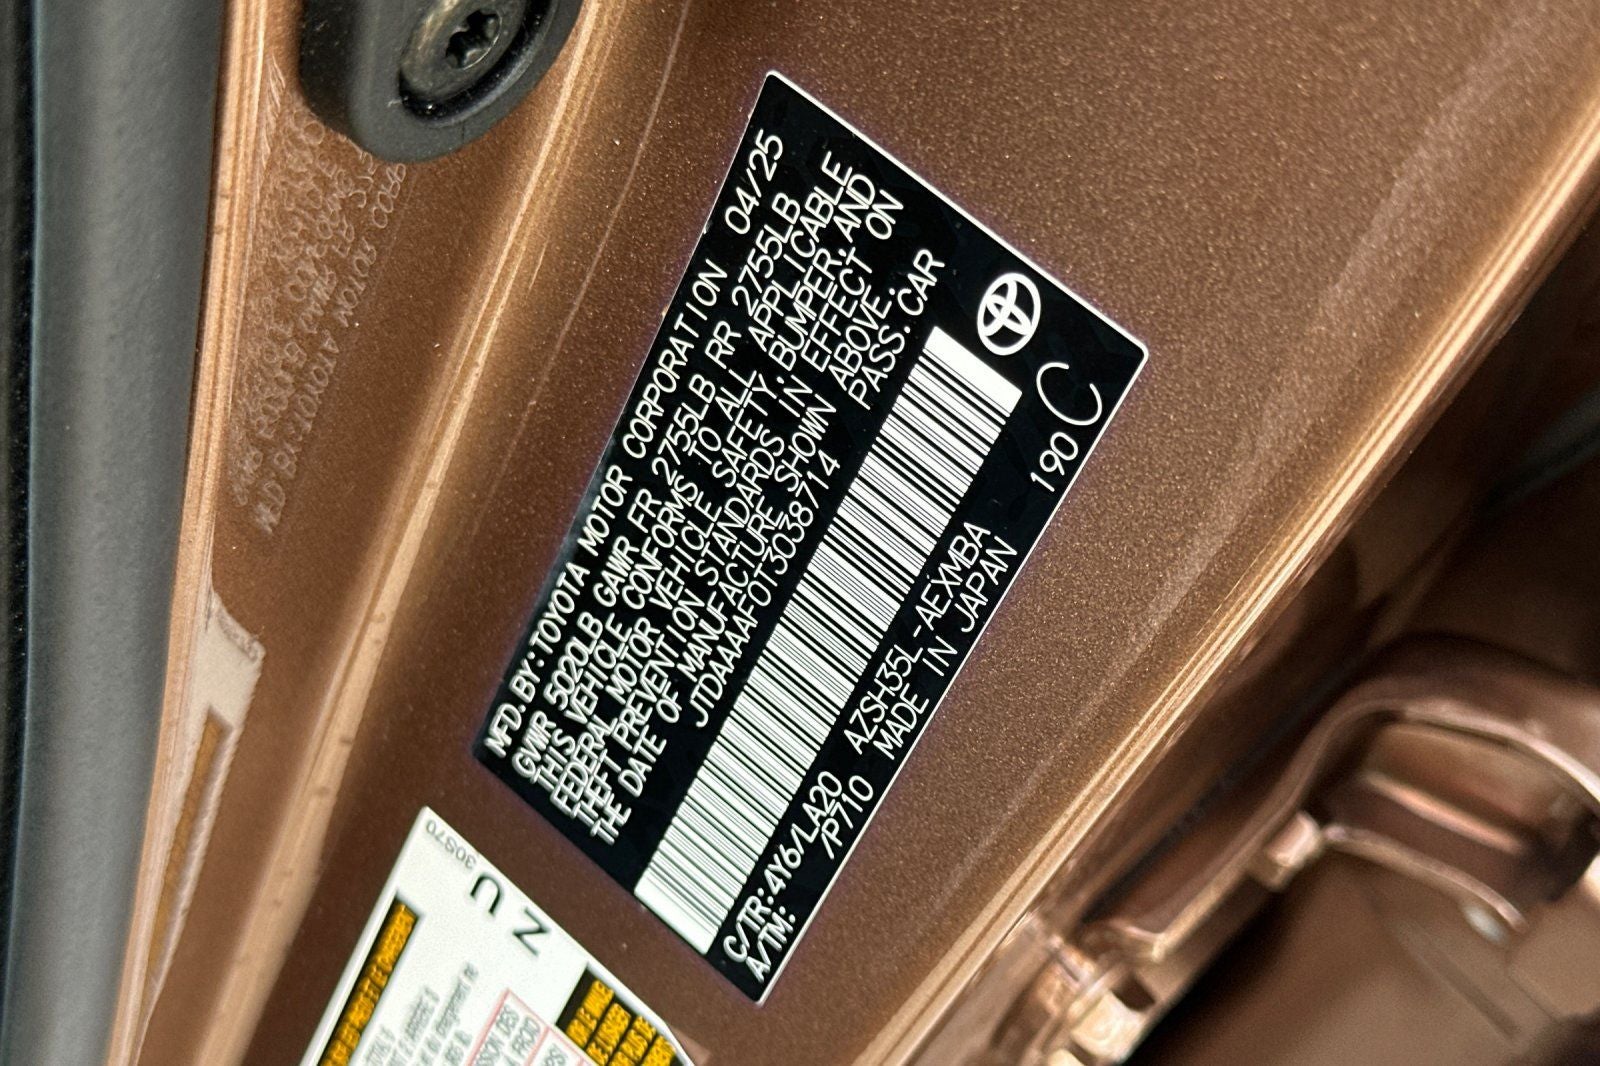 MFD.BY:TOYOTA MOTOR CORPORATION 04/25
GVWR 5020LB GAWR FR 2755LB RR 2755LB
THIS VEHICLE CONFORMS TO ALL APPLICABLE
FEDERAL MOTOR VEHICLE SAFETY,BUMPER,AND
THEFT PREVENTION STANDARDS IN EFFECT ON
THE DATE OF MANUFACTURE SHOWN ABOVE.
JTDAAAAF0T3038714 PASS.CAR
C/TR:4Y6/LA20 AZSH35L-AEXMBA 190 C
A/TM: /P710 MADE IN JAPAN
30S70
N U